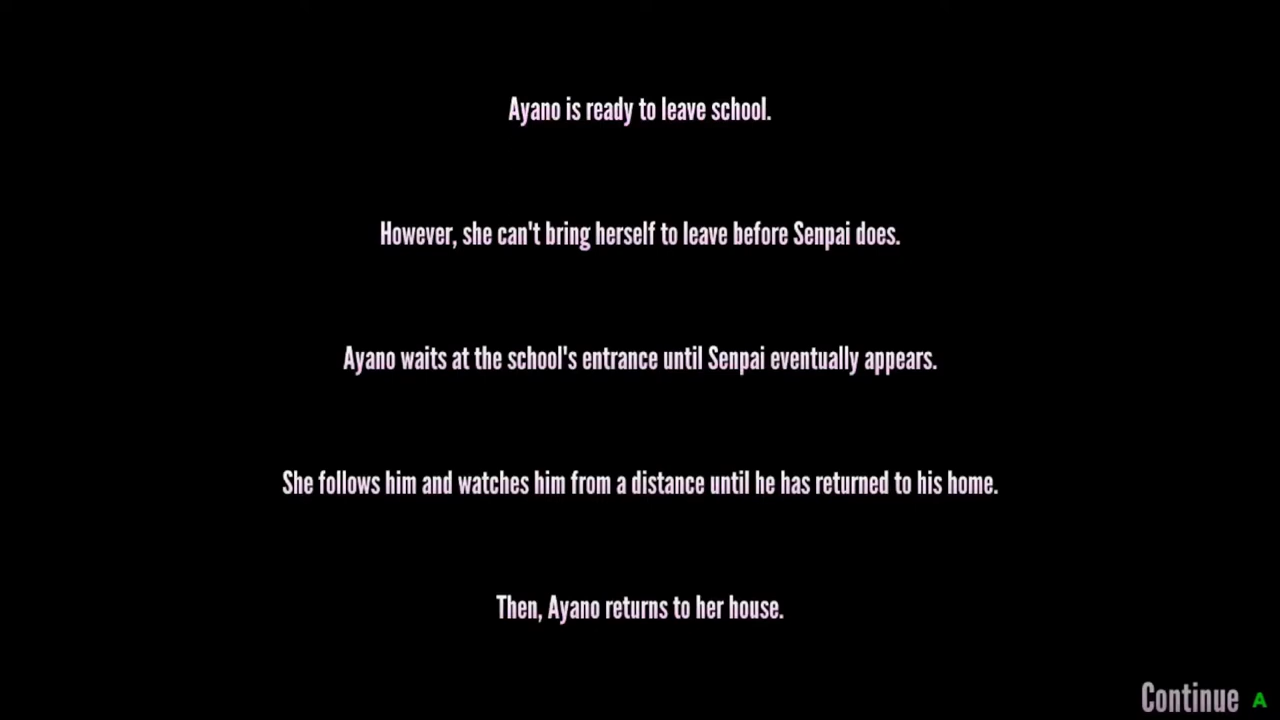 Ayano is ready to leave school.
However, she can't bring herself to leave before Senpai does.
Ayano waits at the school's entrance until Senpai eventually appears.
She follows him and watches him from a distance until he has returned to his home.
Then, Ayano returns to her house.
Continue A